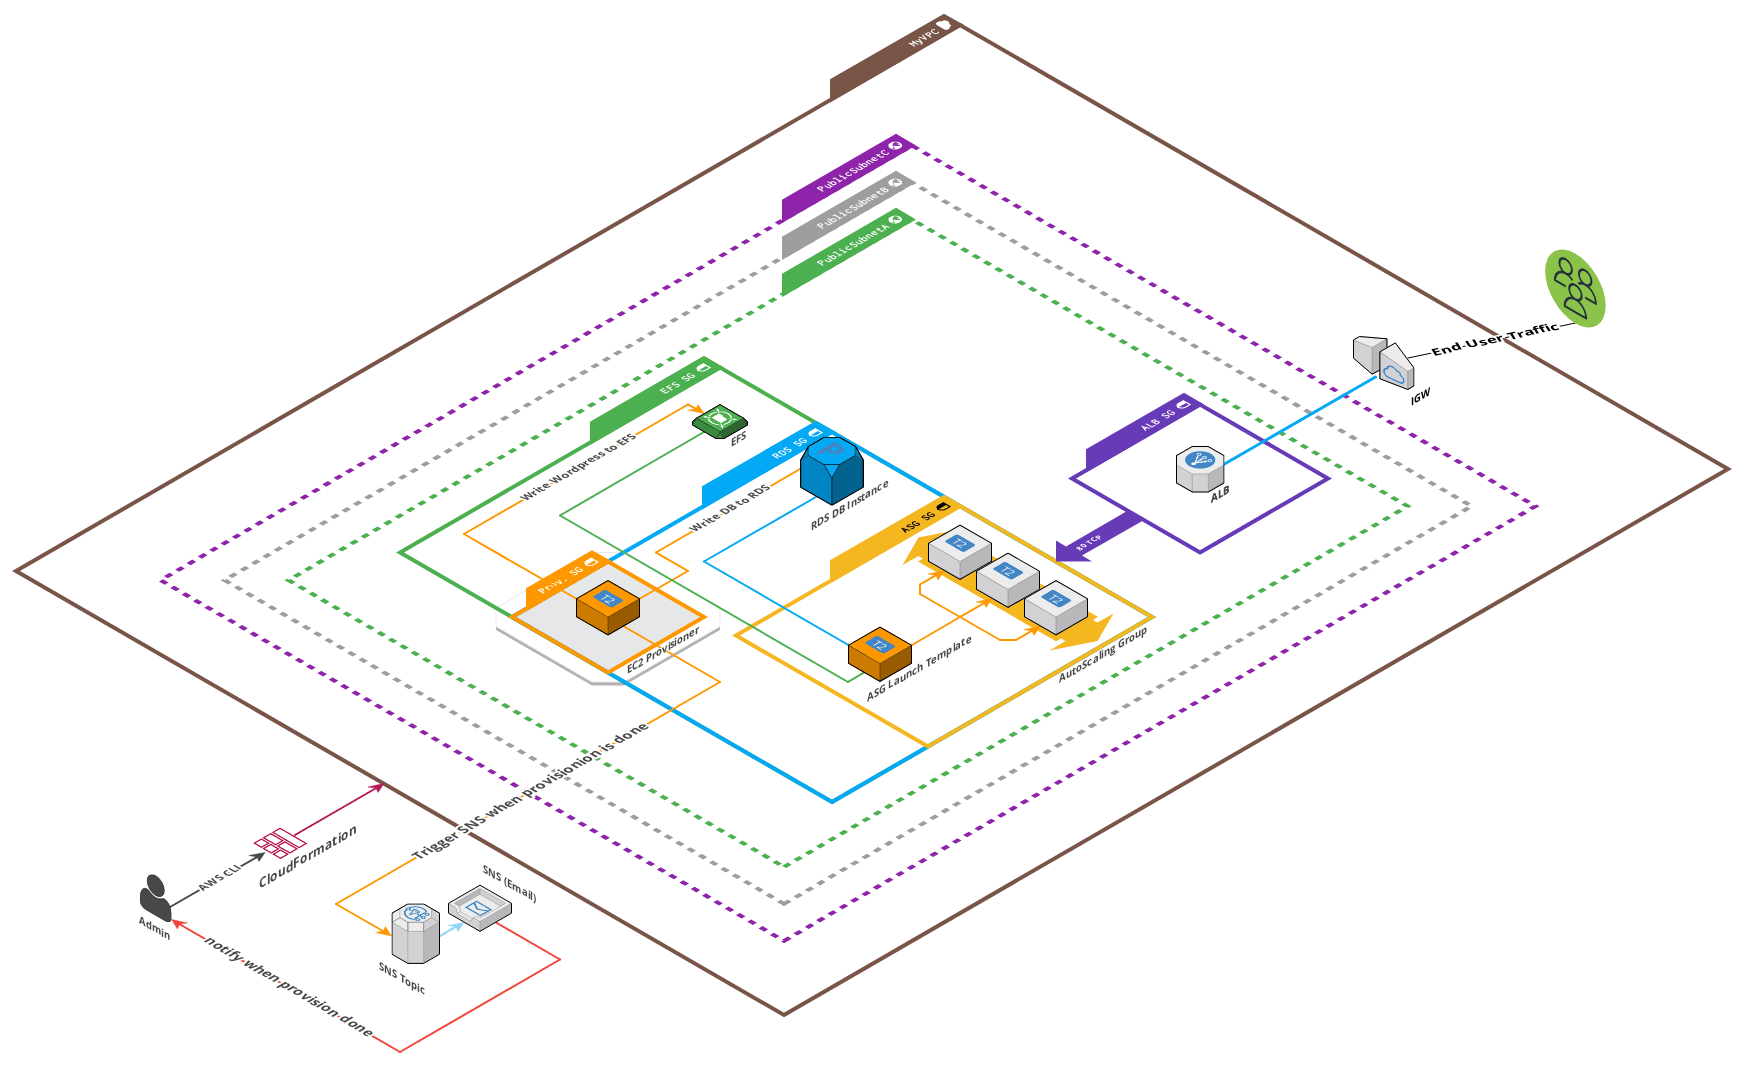 MyVPC
PublicSubnetC
PublicSubnetB
PublicSubnetA
End-User-Traffic
IGW
EFS SG
EFS
Write Wordpress to EFS
RDS SG
P
RDS DB Instance
Write DB to RDS
ALB SG
ALB
80 TCP
ASG SG
T2
T2
T2
AutoScaling Group
T2
ASG Launch Template
Prov. SG
T2
EC2 Provisioner
Trigger SNS when provisionion is done
CloudFormation
AWS CLI
Admin
SNS (Email)
SNS Topic
notify when provision done